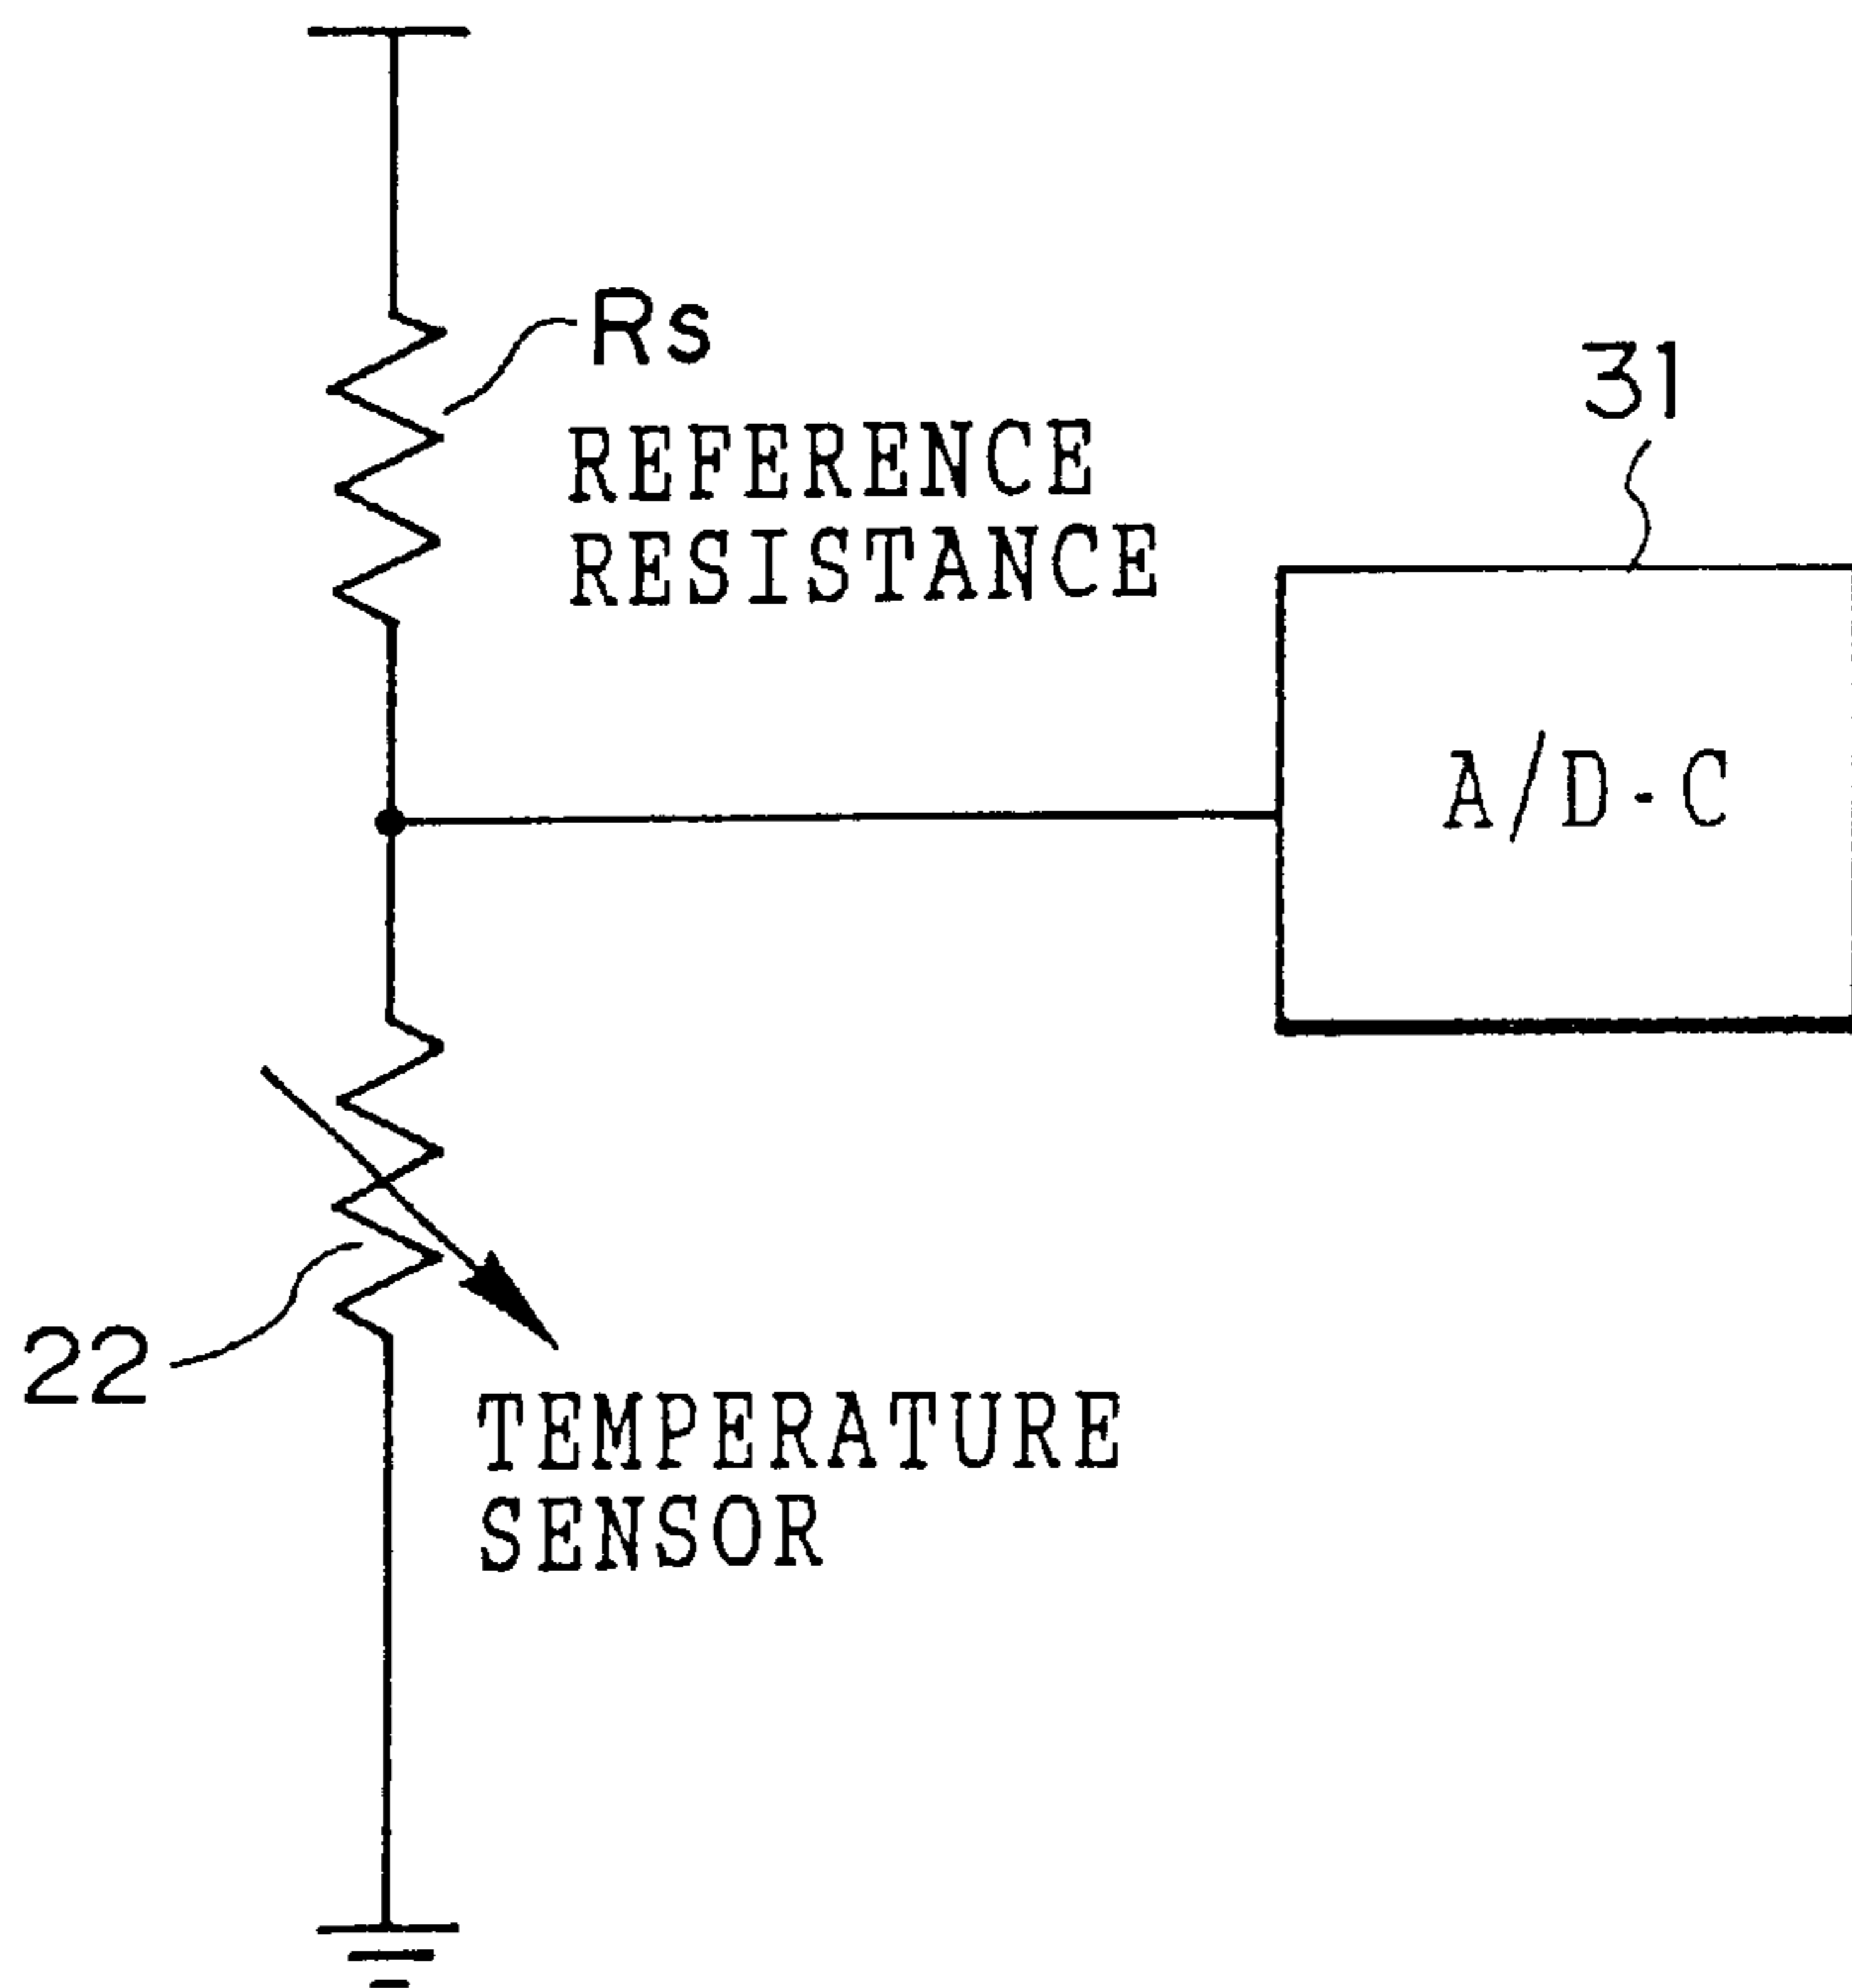 Rs
REFERENCE
RESISTANCE
31
A/D-C
22
TEMPERATURE
SENSOR